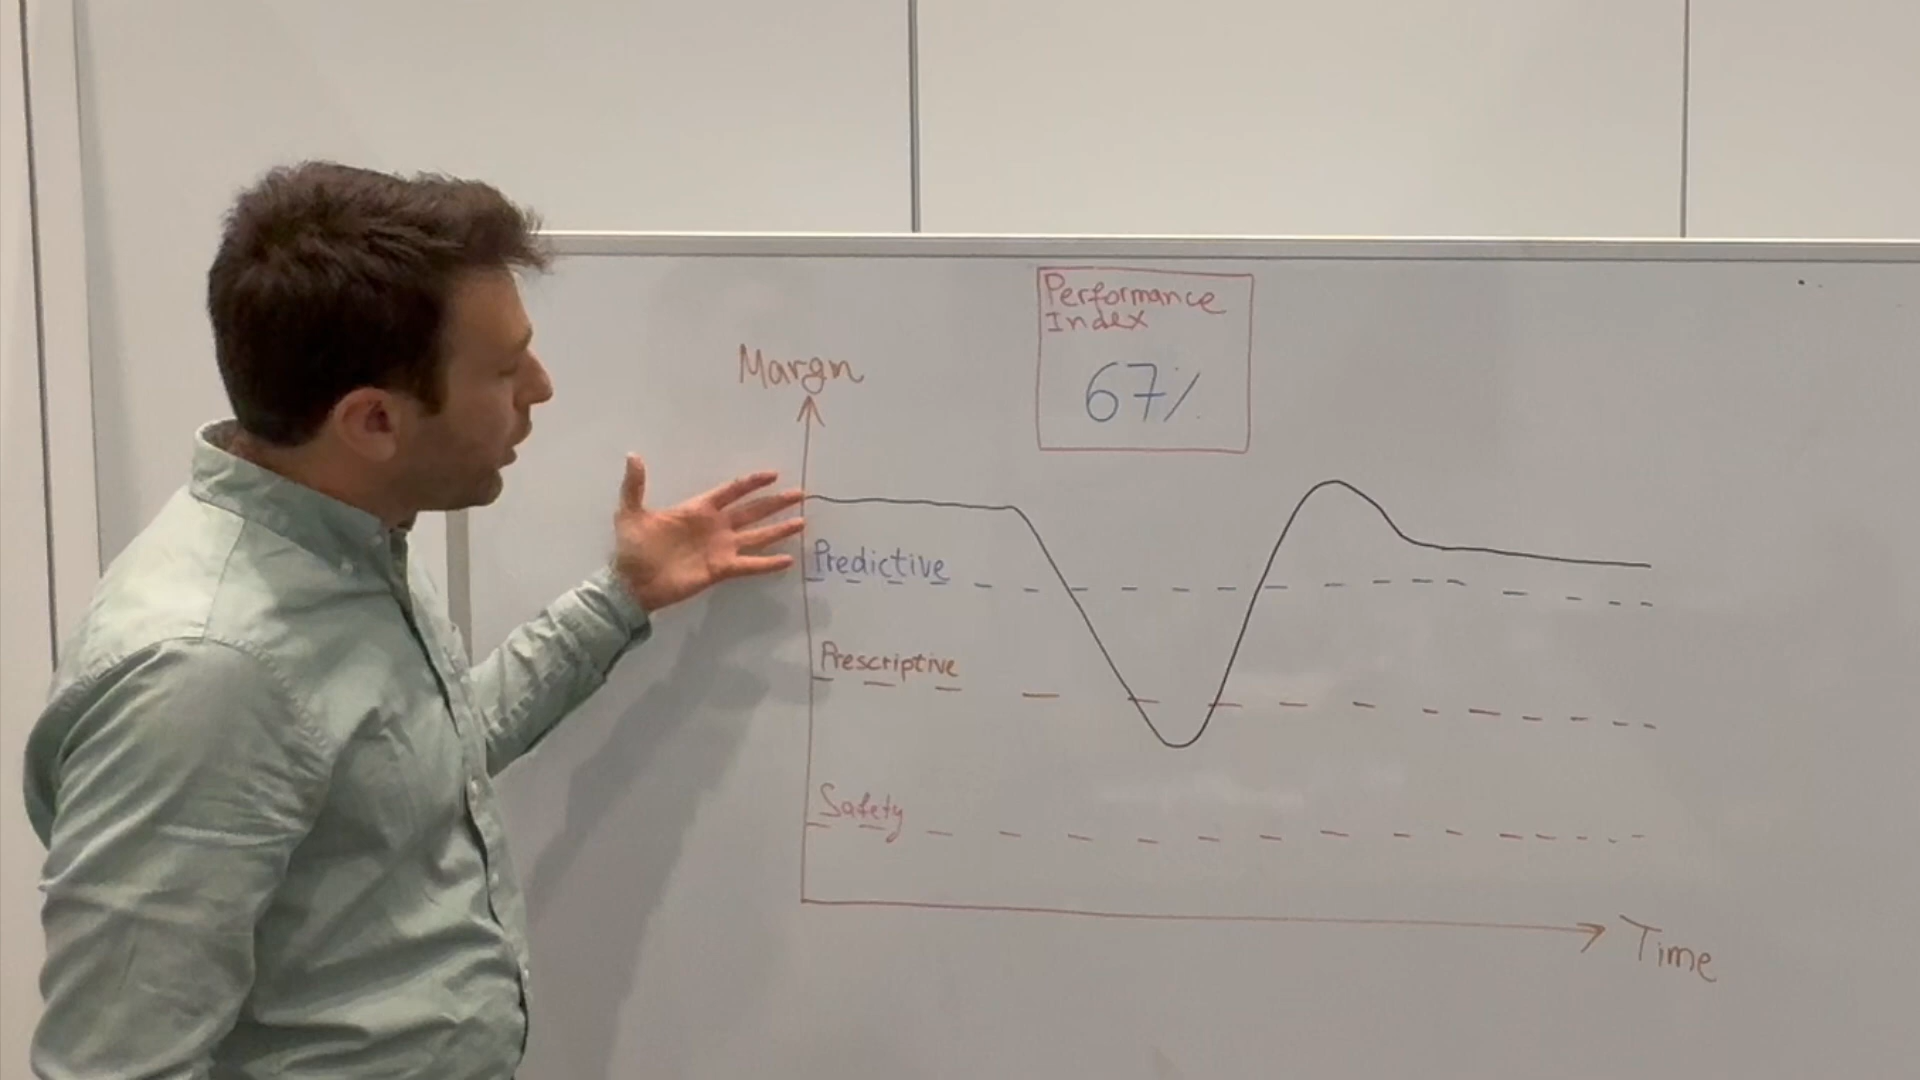 Performance
Index
67%
Margn
Predictive
Prescriptive
Safety
Time